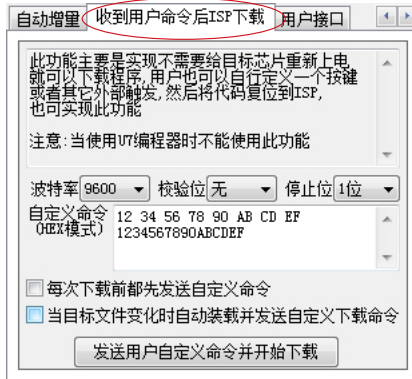 自动增量 收到用户命令后ISP下载 用户接口
此功能主要是实现不需要给目标芯片重新上电
就可以下载程序,用户也可以自行定义一个按键
或者其它外部触发,然后将代码复位到ISP,
也可实现此功能
注意:当使用U7编程器时不能使用此功能
波特率 9600 校验位 无 停止位 1位
自定义命令 12 34 56 78 90 AB CD EF
(HEX模式) 1234567890ABCDEF
每次下载前都先发送自定义命令
当目标文件变化时自动装载并发送自定义下载命令
发送用户自定义命令并开始下载